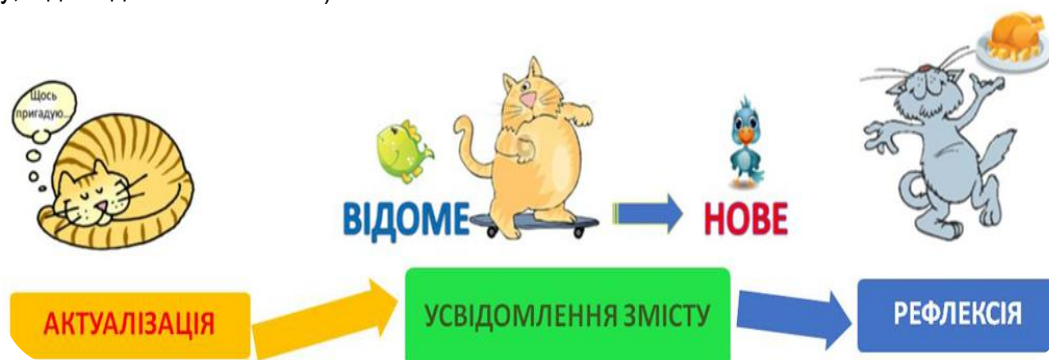 Щось
пригадую...
ВІДОМЕ
НОВЕ
АКТУАЛІЗАЦІЯ
УСВІДОМЛЕННЯ ЗМІСТУ
РЕФЛЕКСІЯ